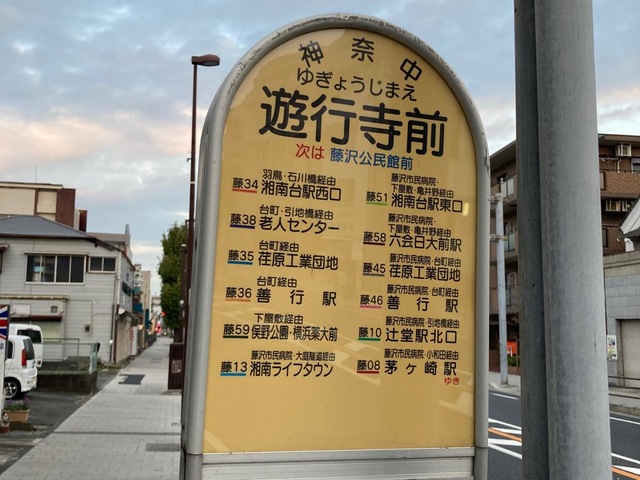 神奈中
ゆぎょうじまえ
遊行寺前
次は 藤沢公民館前
羽鳥・石川橋経由
藤34 湘南台駅西口
台町・引地橋経由
藤38 老人センター
台町経由
藤35 荏原工業団地
台町経由
藤36 善行駅
下屋敷経由
藤59 俣野公園・横浜薬大前
藤沢市民病院・大庭隧道経由
藤13 湘南ライフタウン
藤沢市民病院・
下屋敷・亀井野経由
藤51 湘南台駅東口
藤沢市民病院・
下屋敷・亀井野経由
藤58 六会日大前駅
藤沢市民病院・台町経由
藤45 荏原工業団地
藤沢市民病院・台町経由
藤46 善行駅
藤沢市民病院・引地橋経由
藤10 辻堂駅北口
藤沢市民病院・小和田経由
藤08 茅ヶ崎駅
ゆき